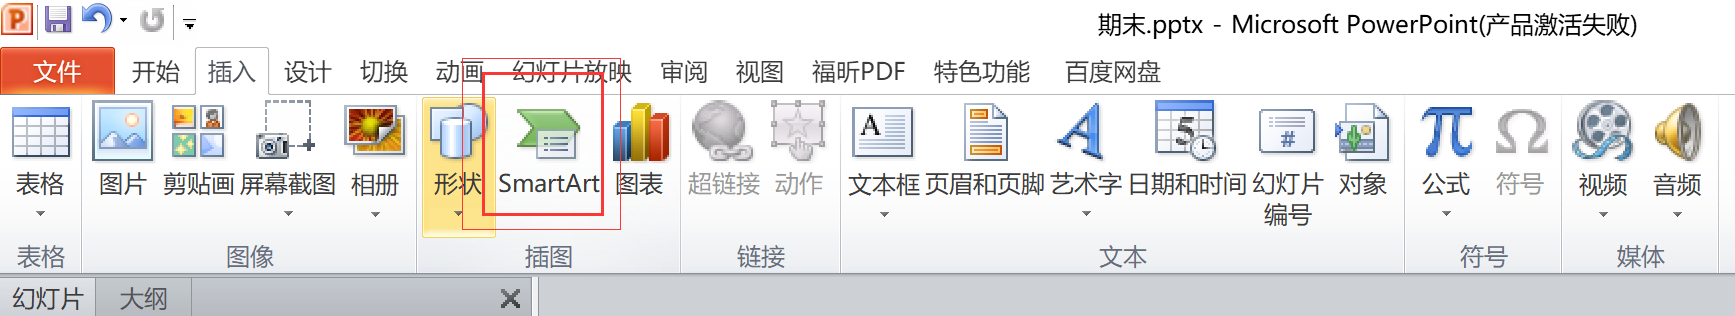 期末.pptx - Microsoft PowerPoint(产品激活失败)
文件 开始 插入 设计 切换 动画 幻灯片放映 审阅 视图 福昕PDF 特色功能 百度网盘
表格 图片 剪贴画 屏幕截图 相册 形状 SmartArt 图表 超链接 动作 文本框 页眉和页脚 艺术字 日期和时间 幻灯片 对象 公式 符号 视频 音频
编号
表格 图像 插图 链接 文本 符号 媒体
幻灯片 大纲